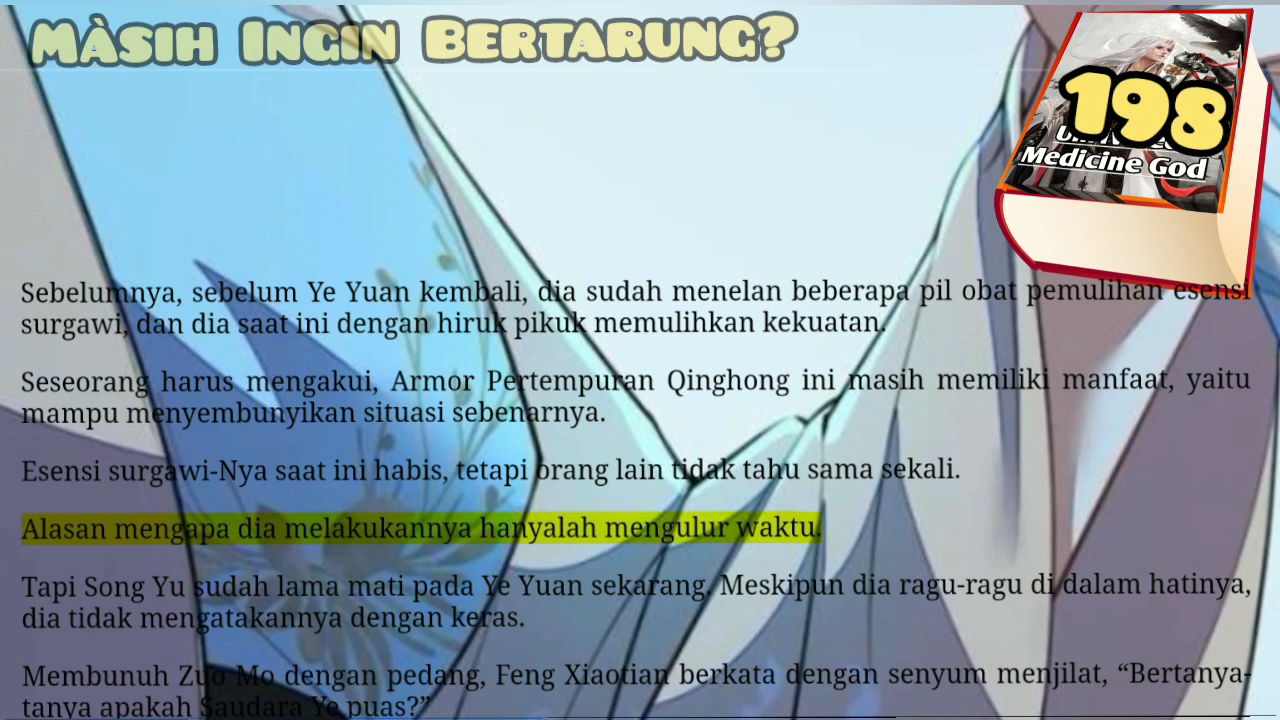 Màsih Ingin Bertarung?
198
Medicine God
Sebelumnya, sebelum Ye Yuan kembali, dia sudah menelan beberapa pil obat pemulihan esensi
surgawi, dan dia saat ini dengan hiruk pikuk memulihkan kekuatan.
Seseorang harus mengakui, Armor Pertempuran Qinghong ini masih memiliki manfaat, yaitu
mampu menyembunyikan situasi sebenarnya.
Esensi surgawi-Nya saat ini habis, tetapi orang lain tidak tahu sama sekali.
Alasan mengapa dia melakukannya hanyalah mengulur waktu.
Tapi Song Yu sudah lama mati pada Ye Yuan sekarang. Meskipun dia ragu-ragu di dalam hatinya,
dia tidak mengatakannya dengan keras.
Membunuh Zuo Mo dengan pedang, Feng Xiaotian berkata dengan senyum menjilat, “Bertanya-
tanya apakah Saudara Ye puas?”